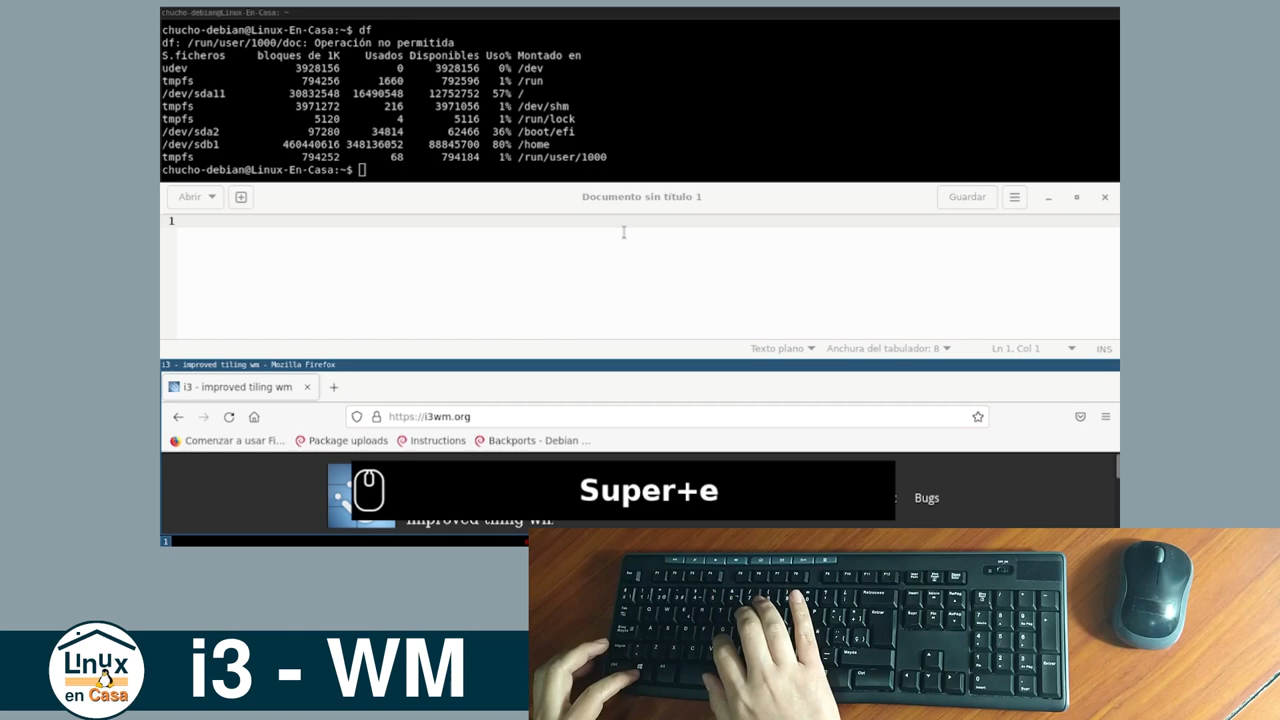 chucho-debian@Linux-En-Casa: ~
chucho-debian@Linux-En-Casa:~$ df
df: /run/user/1000/doc: Operación no permitida
S.ficheros bloques de 1K Usados Disponibles Uso% Montado en
udev 3928156 0 3928156 0% /dev
tmpfs 794256 1660 792596 1% /run
/dev/sda11 30832548 16490548 12752752 57% /
tmpfs 3971272 216 3971056 1% /dev/shm
tmpfs 5120 4 5116 1% /run/lock
/dev/sda2 97280 34814 62466 36% /boot/efi
/dev/sdb1 460440616 348136052 88845700 80% /home
tmpfs 794252 68 794184 1% /run/user/1000
chucho-debian@Linux-En-Casa:~$
Abrir Documento sin título 1 Guardar
1
Texto plano Anchura del tabulador: 8 Ln 1, Col 1 INS
i3 - improved tiling wm - Mozilla Firefox
i3 - improved tiling wm
https://i3wm.org
Comenzar a usar Fi... Package uploads Instructions Backports - Debian ...
Super+e
Bugs
improved tiling wm
1
Linux
en Casa
i3 - WM